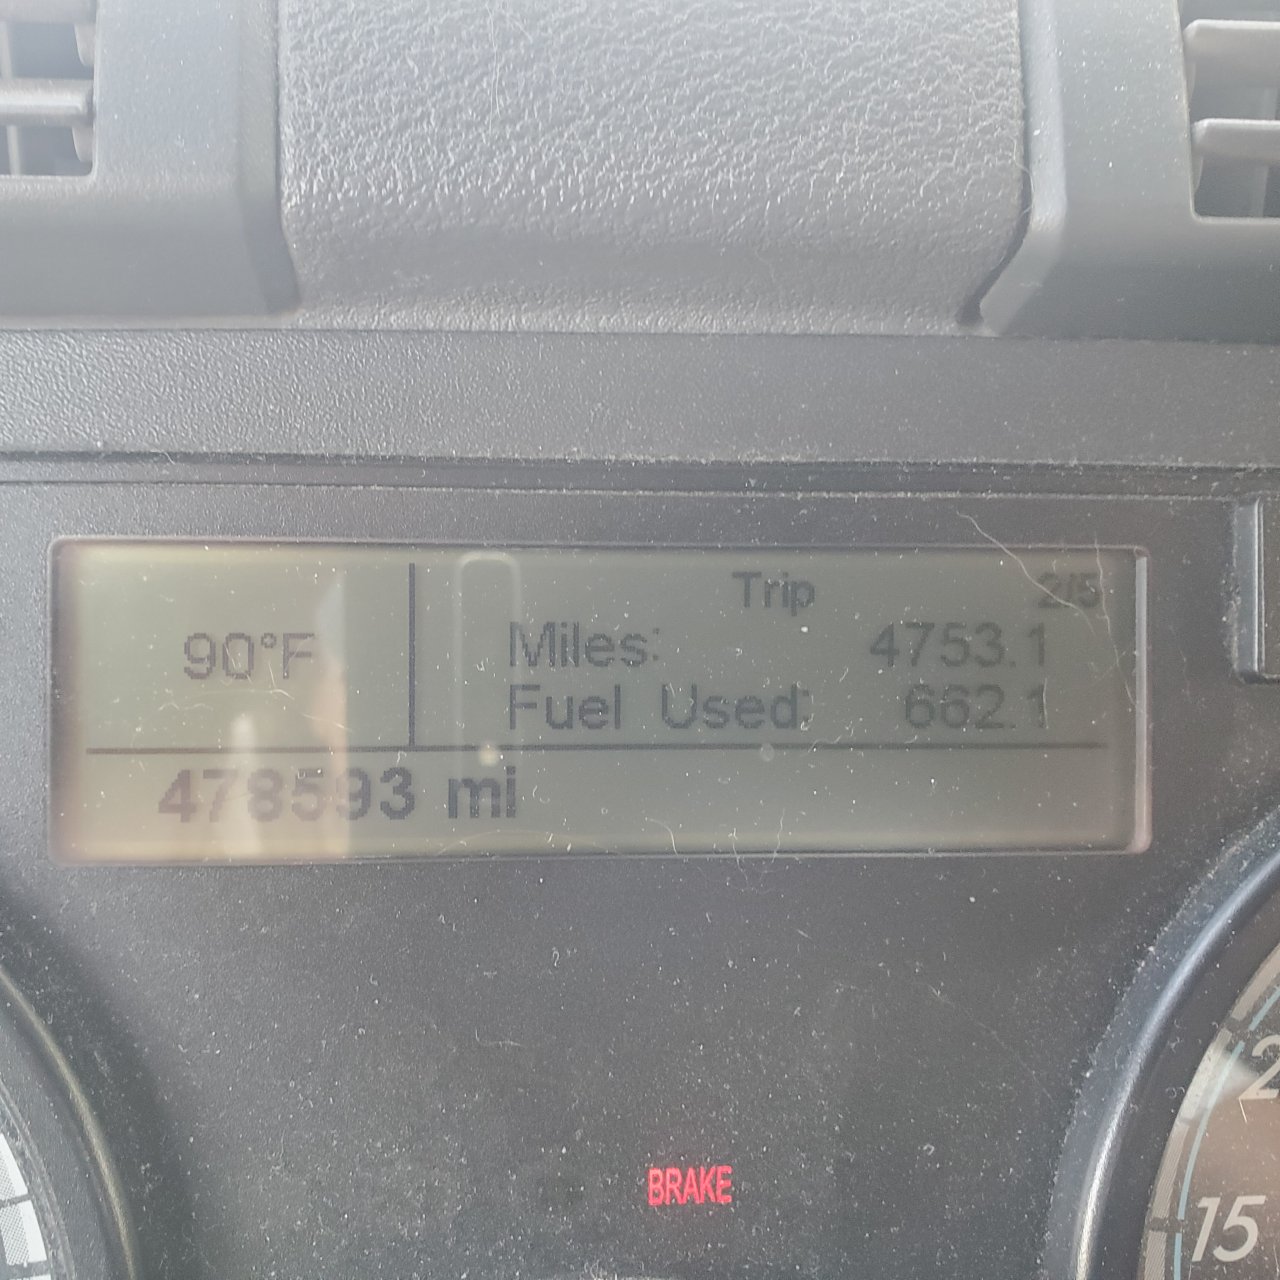 Trip 2/5
90°F
Miles: 4753.1
Fuel Used: 662.1
478593 mi
BRAKE
2
15